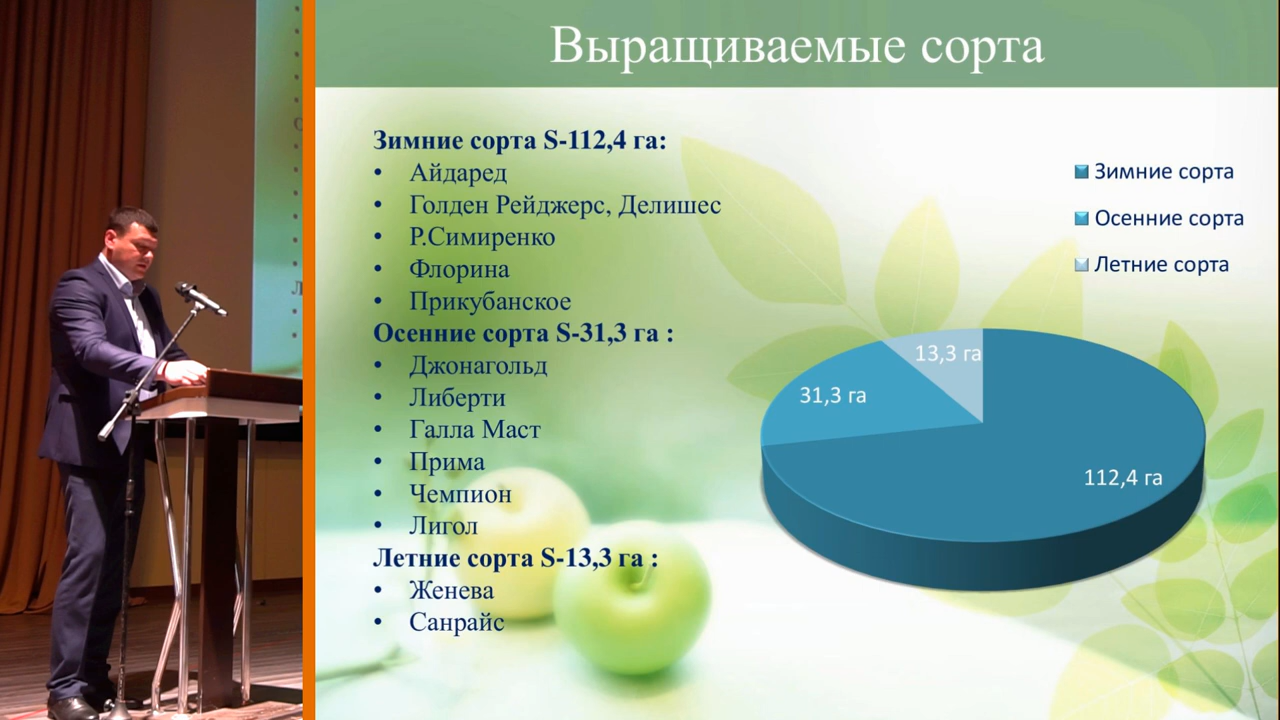 Выращиваемые сорта
Зимние сорта S-112,4 га:
• Айдаред
• Голден Рейджерс, Делишес
• Р.Симиренко
• Флорина
• Прикубанское
Осенние сорта S-31,3 га :
• Джонагольд
• Либерти
• Галла Маст
• Прима
• Чемпион
• Лигол
Летние сорта S-13,3 га :
• Женева
• Санрайс
Зимние сорта
Осенние сорта
Летние сорта
13,3 га
31,3 га
112,4 га